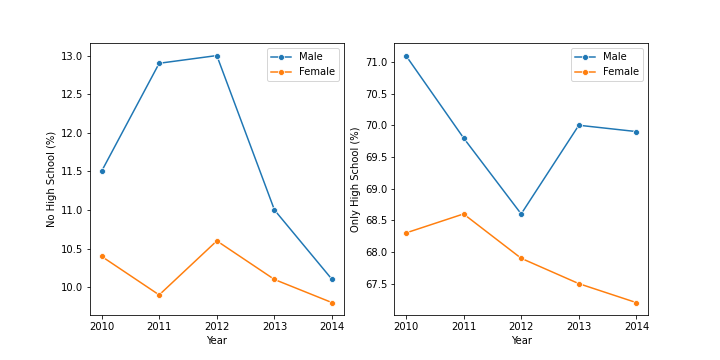 No High School (%)
13.0
12.5
12.0
11.5
11.0
10.5
10.0
Male
Female
2010 2011 2012 2013 2014
Year
Only High School (%)
71.0
70.5
70.0
69.5
69.0
68.5
68.0
67.5
Male
Female
2010 2011 2012 2013 2014
Year